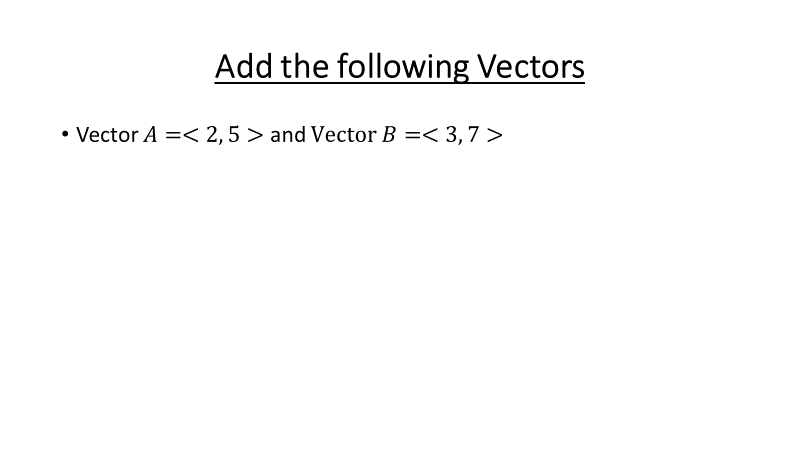 Add the following Vectors
• Vector A =< 2, 5 > and Vector B =< 3, 7 >